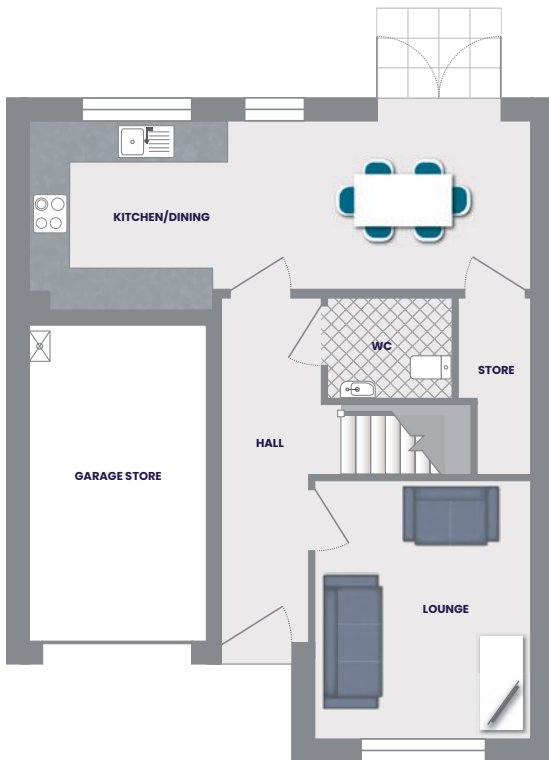 KITCHEN/DINING
WC
STORE
HALL
GARAGE STORE
LOUNGE